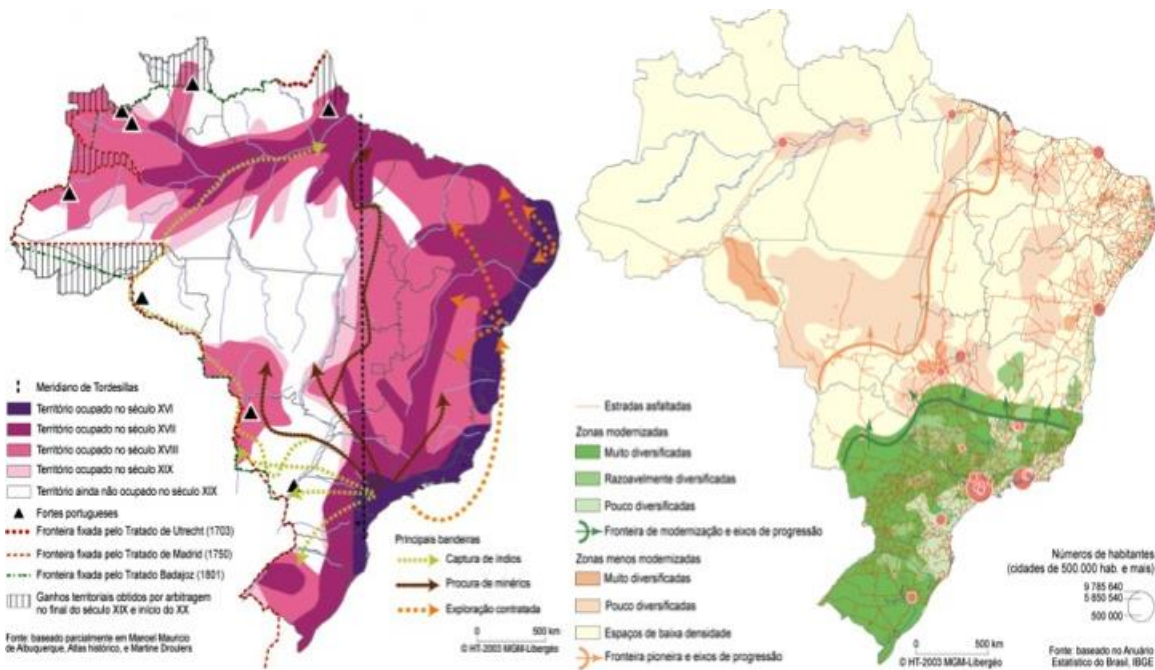 Meridiano de Tordesillas
Território ocupado no século XVI
Território ocupado no século XVII
Território ocupado no século XVIII
Território ocupado no século XIX
Território ainda não ocupado no século XIX
Fortes portugueses
Fronteira fixada pelo Tratado de Utrecht (1703)
Fronteira fixada pelo Tratado de Madrid (1750)
Fronteira fixada pelo Tratado Badajoz (1801)
Ganhos territoriais obtidos por arbitragem
no final do século XIX e início do XX
Fonte: baseado parcialmente em Manoel Mauricio
de Albuquerque, Atlas histórico, e Martine Droulers
Principais bandeiras
Captura de índios
Procura de minérios
Exploração contratada
0 500 km
© HT-2003 MGM-Libergéo
Estradas asfaltadas
Zonas modernizadas
Muito diversificadas
Razoavelmente diversificadas
Pouco diversificadas
Fronteira de modernização e eixos de progressão
Zonas menos modernizadas
Muito diversificadas
Pouco diversificadas
Espaços de baixa densidade
Fronteira pioneira e eixos de progressão
0 500 km
© HT-2003 MGM-Libergéo
Números de habitantes
(cidades de 500.000 hab. e mais)
9 785 640
5 850 540
500 000
Fonte: baseado no Anuário
Estatístico do Brasil, IBGE